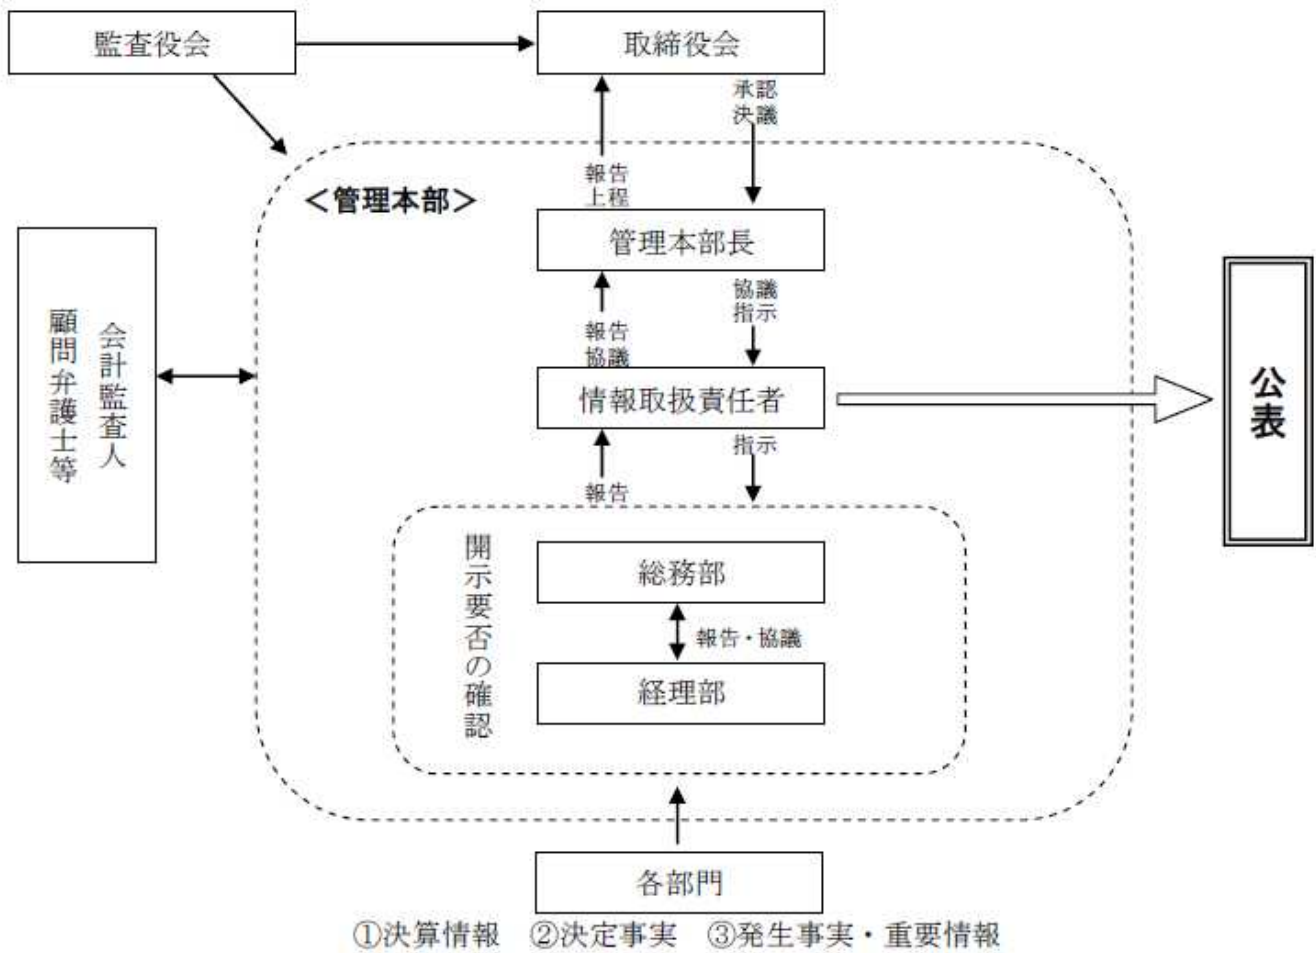 監査役会
取締役会
承認
決議
報告
上程
＜管理本部＞
管理本部長
協議
指示
報告
協議
会計監査人
顧問弁護士等
情報取扱責任者
公表
指示
報告
開示要否の確認
総務部
報告・協議
経理部
各部門
①決算情報　②決定事実　③発生事実・重要情報